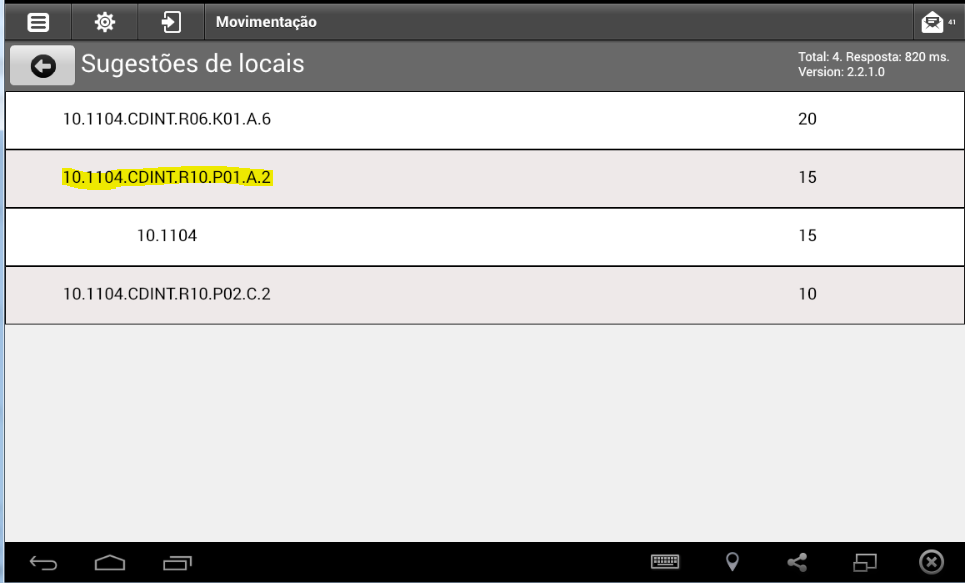 Movimentação
41
Sugestões de locais
Total: 4. Resposta: 820 ms.
Version: 2.2.1.0
10.1104.CDINT.R06.K01.A.6 20
10.1104.CDINT.R10.P01.A.2 15
10.1104 15
10.1104.CDINT.R10.P02.C.2 10